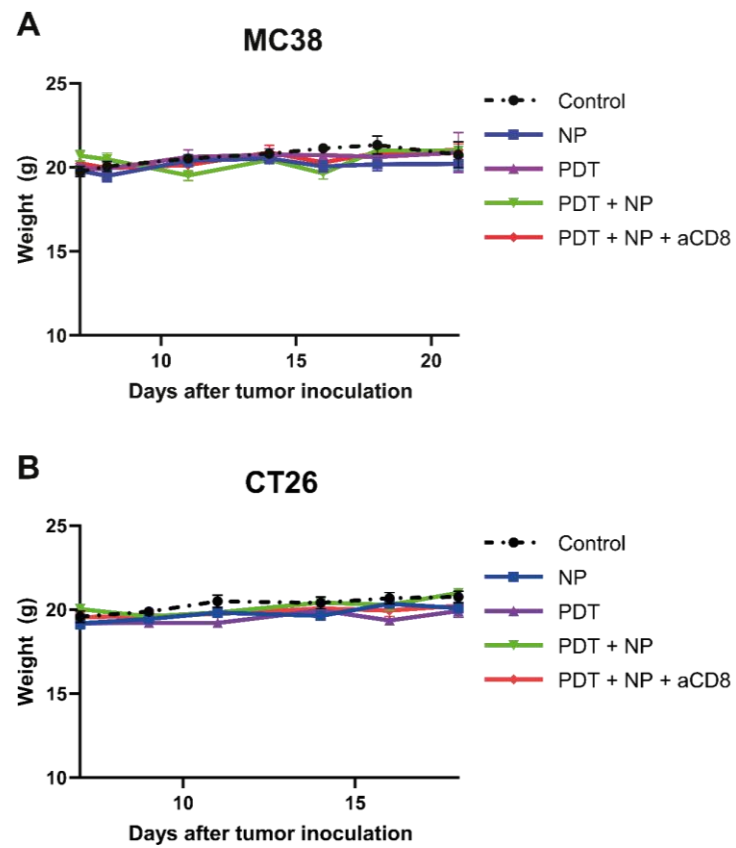 A
MC38
25
20
15
10
Weight (g)
10
15
20
Days after tumor inoculation
Control
NP
PDT
PDT + NP
PDT + NP + aCD8
B
CT26
25
20
15
10
Weight (g)
10
15
Days after tumor inoculation
Control
NP
PDT
PDT + NP
PDT + NP + aCD8